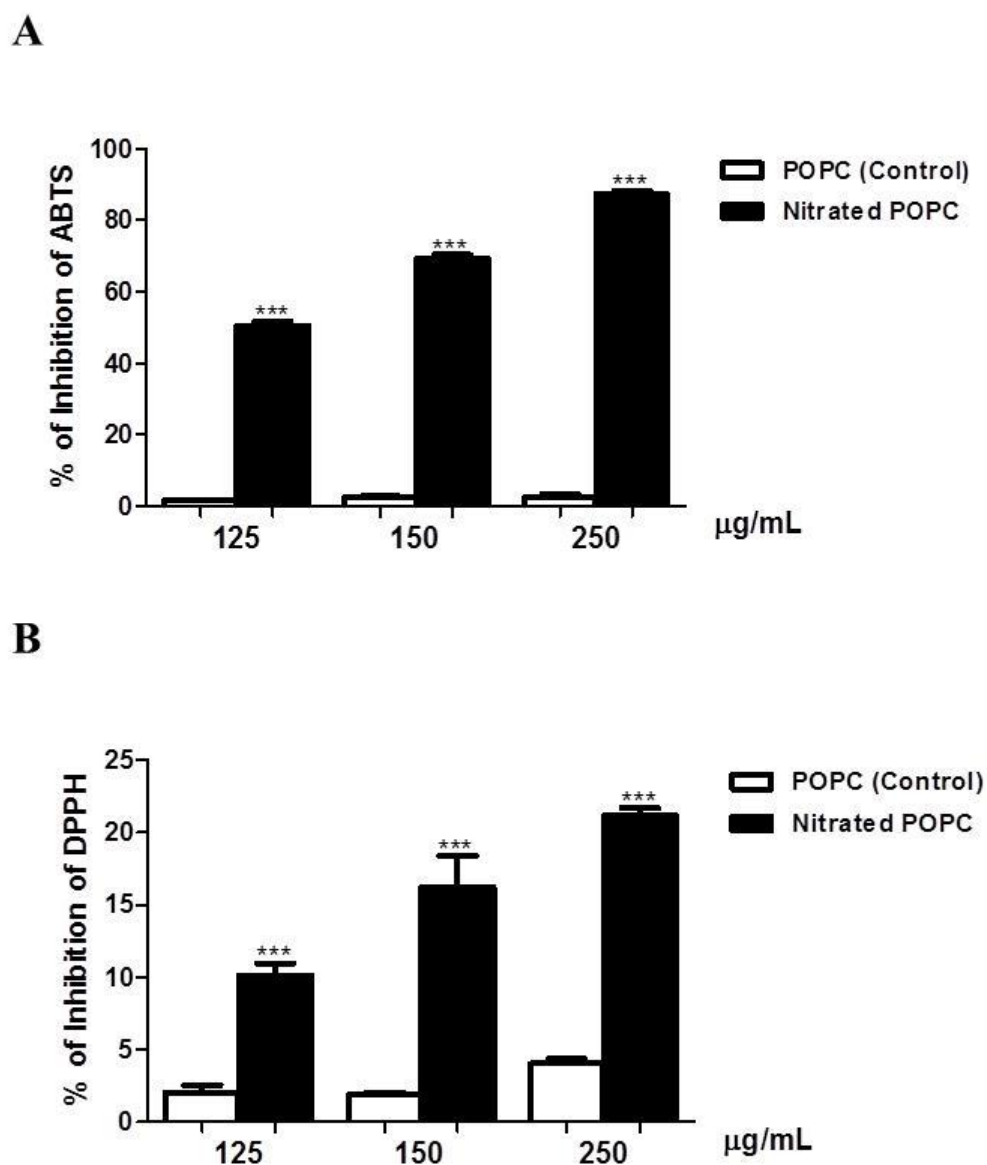 A
% of Inhibition of ABTS
100
80
60
40
20
0
***
***
***
125
150
250
μg/mL
POPC (Control)
Nitrated POPC
B
% of Inhibition of DPPH
25
20
15
10
5
0
***
***
***
125
150
250
μg/mL
POPC (Control)
Nitrated POPC